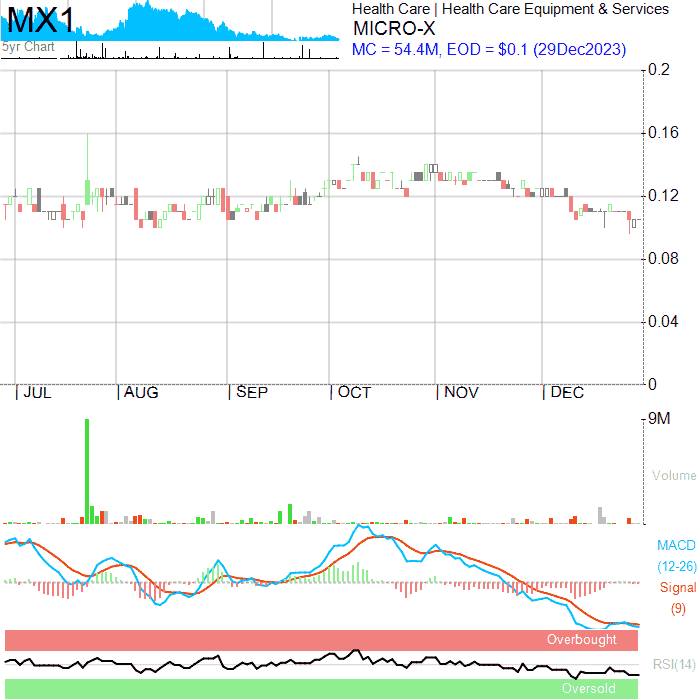 MX1
5yr Chart
Health Care | Health Care Equipment & Services
MICRO-X
MC = 54.4M, EOD = $0.1 (29Dec2023)
0.2
0.16
0.12
0.08
0.04
0
| JUL | AUG | SEP | OCT | NOV | DEC
9M
Volume
MACD
(12-26)
Signal
(9)
Overbought
RSI(14)
Oversold